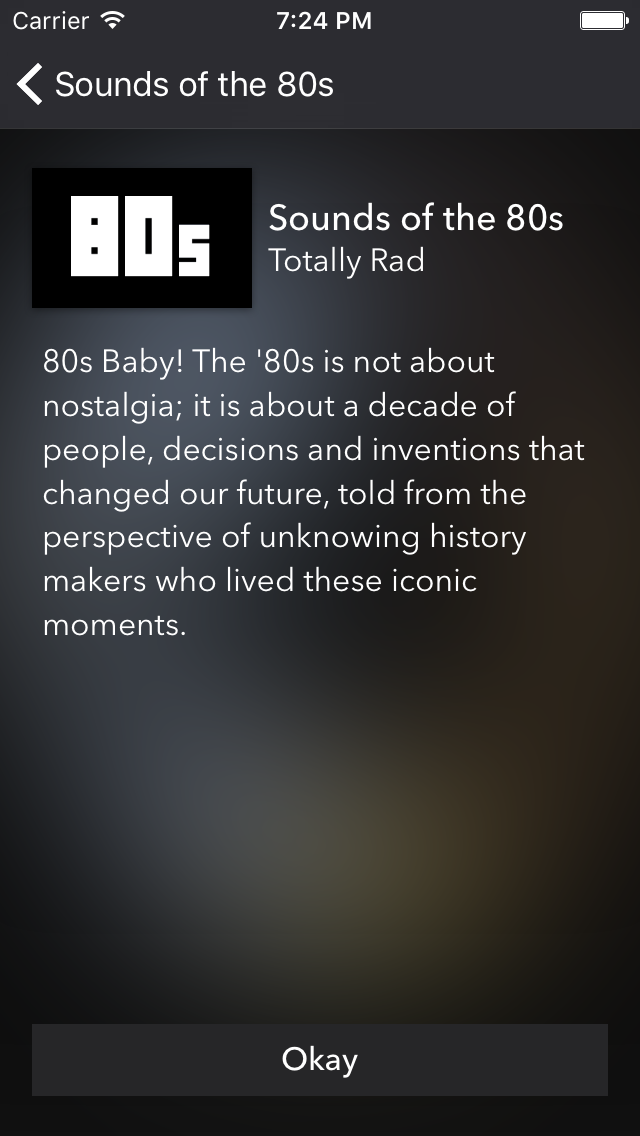 Carrier 7:24 PM
Sounds of the 80s
80s
Sounds of the 80s
Totally Rad
80s Baby! The '80s is not about
nostalgia; it is about a decade of
people, decisions and inventions that
changed our future, told from the
perspective of unknowing history
makers who lived these iconic
moments.
Okay